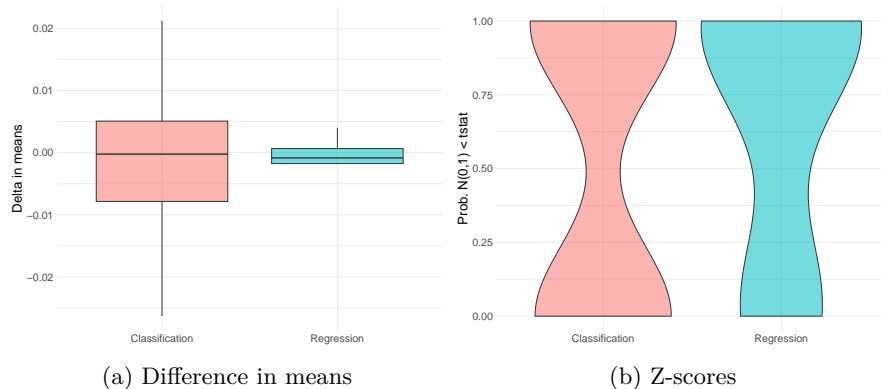 Delta in means
0.02
0.01
0.00
−0.01
−0.02
Classification
Regression
(a) Difference in means
Prob. N(0,1) < tstat
1.00
0.75
0.50
0.25
0.00
Classification
Regression
(b) Z-scores